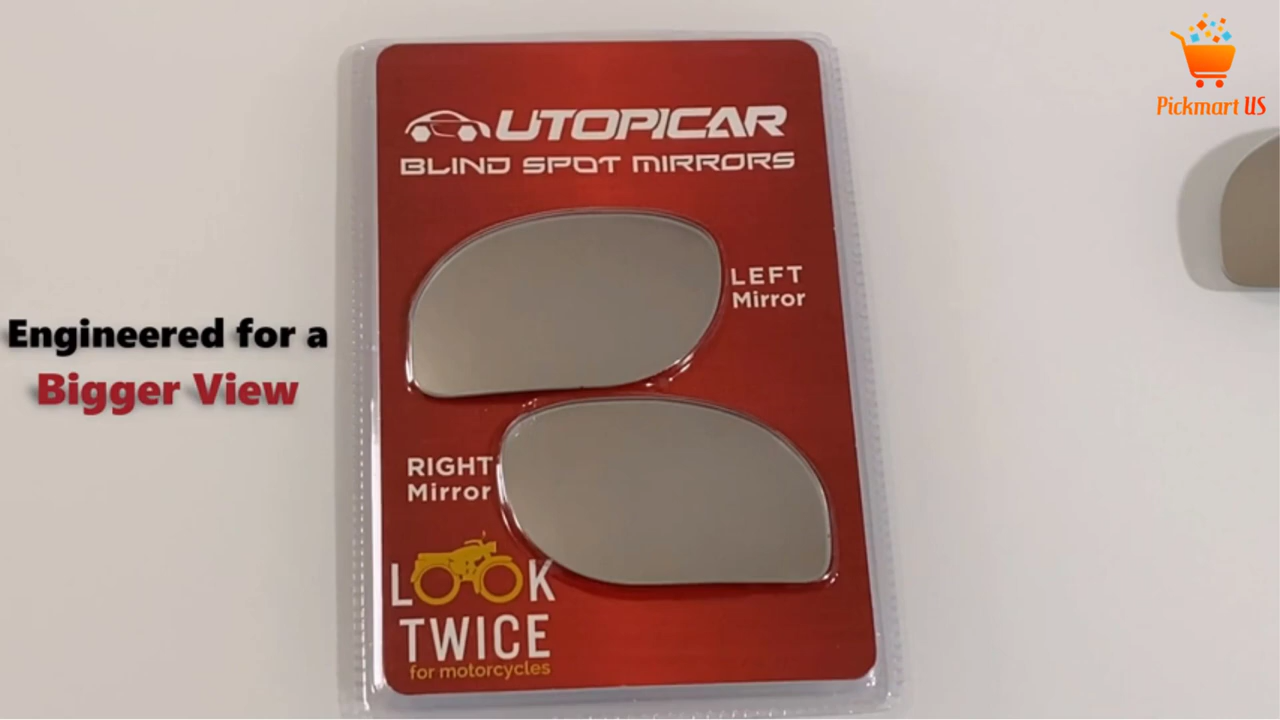 Pickmart US
UTOPICAR
BLIND SPOT MIRRORS
LEFT
Mirror
Engineered for a
Bigger View
RIGHT
Mirror
LOOK
TWICE
for motorcycles